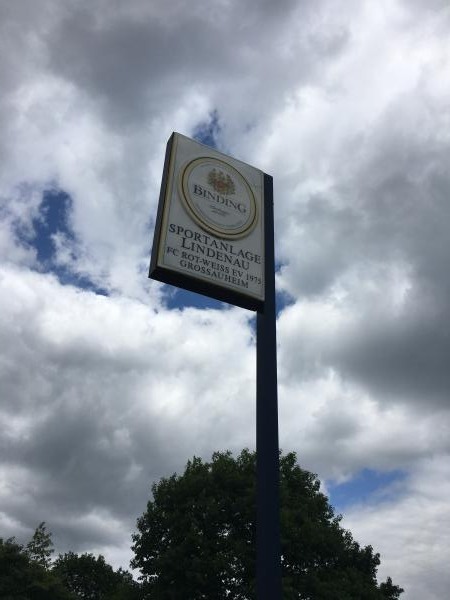 BINDING
SPORTANLAGE
LINDENAU
FC ROT-WEISS EV 1975
GROSSAUHEIM